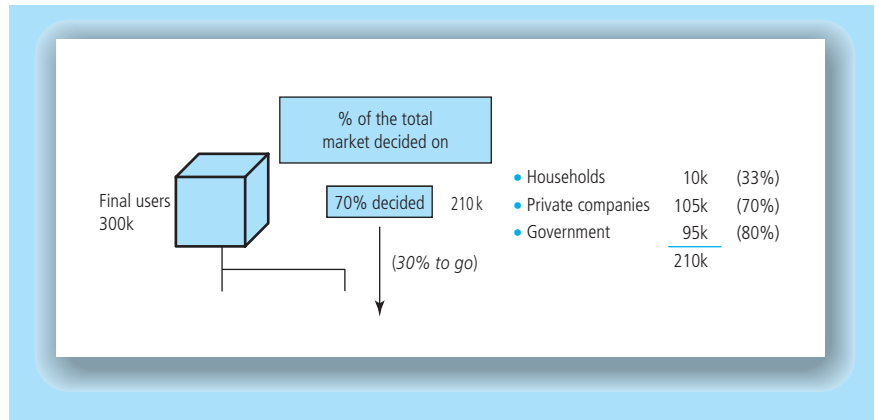 % of the total
market decided on
Final users
300k
70% decided 210 k
(30% to go)
• Households 10k (33%)
• Private companies 105k (70%)
• Government 95k (80%)
210k